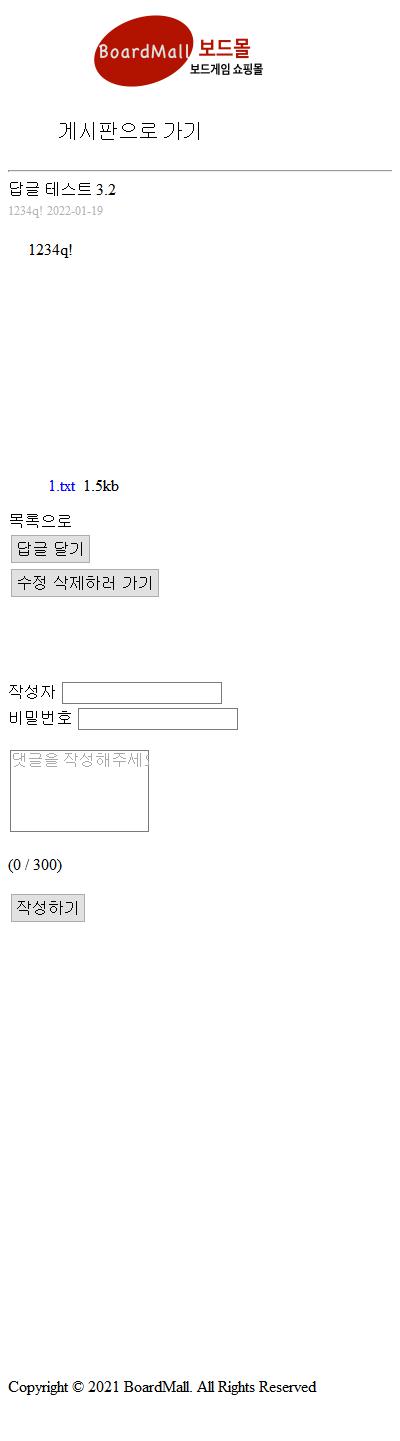 BoardMall 보드몰
보드게임 쇼핑몰
게시판으로 가기
답글 테스트 3.2
1234q! 2022-01-19
1234q!
1.txt 1.5kb
목록으로
답글 달기
수정 삭제하러 가기
작성자
비밀번호
댓글을 작성해주세
(0 / 300)
작성하기
Copyright © 2021 BoardMall. All Rights Reserved